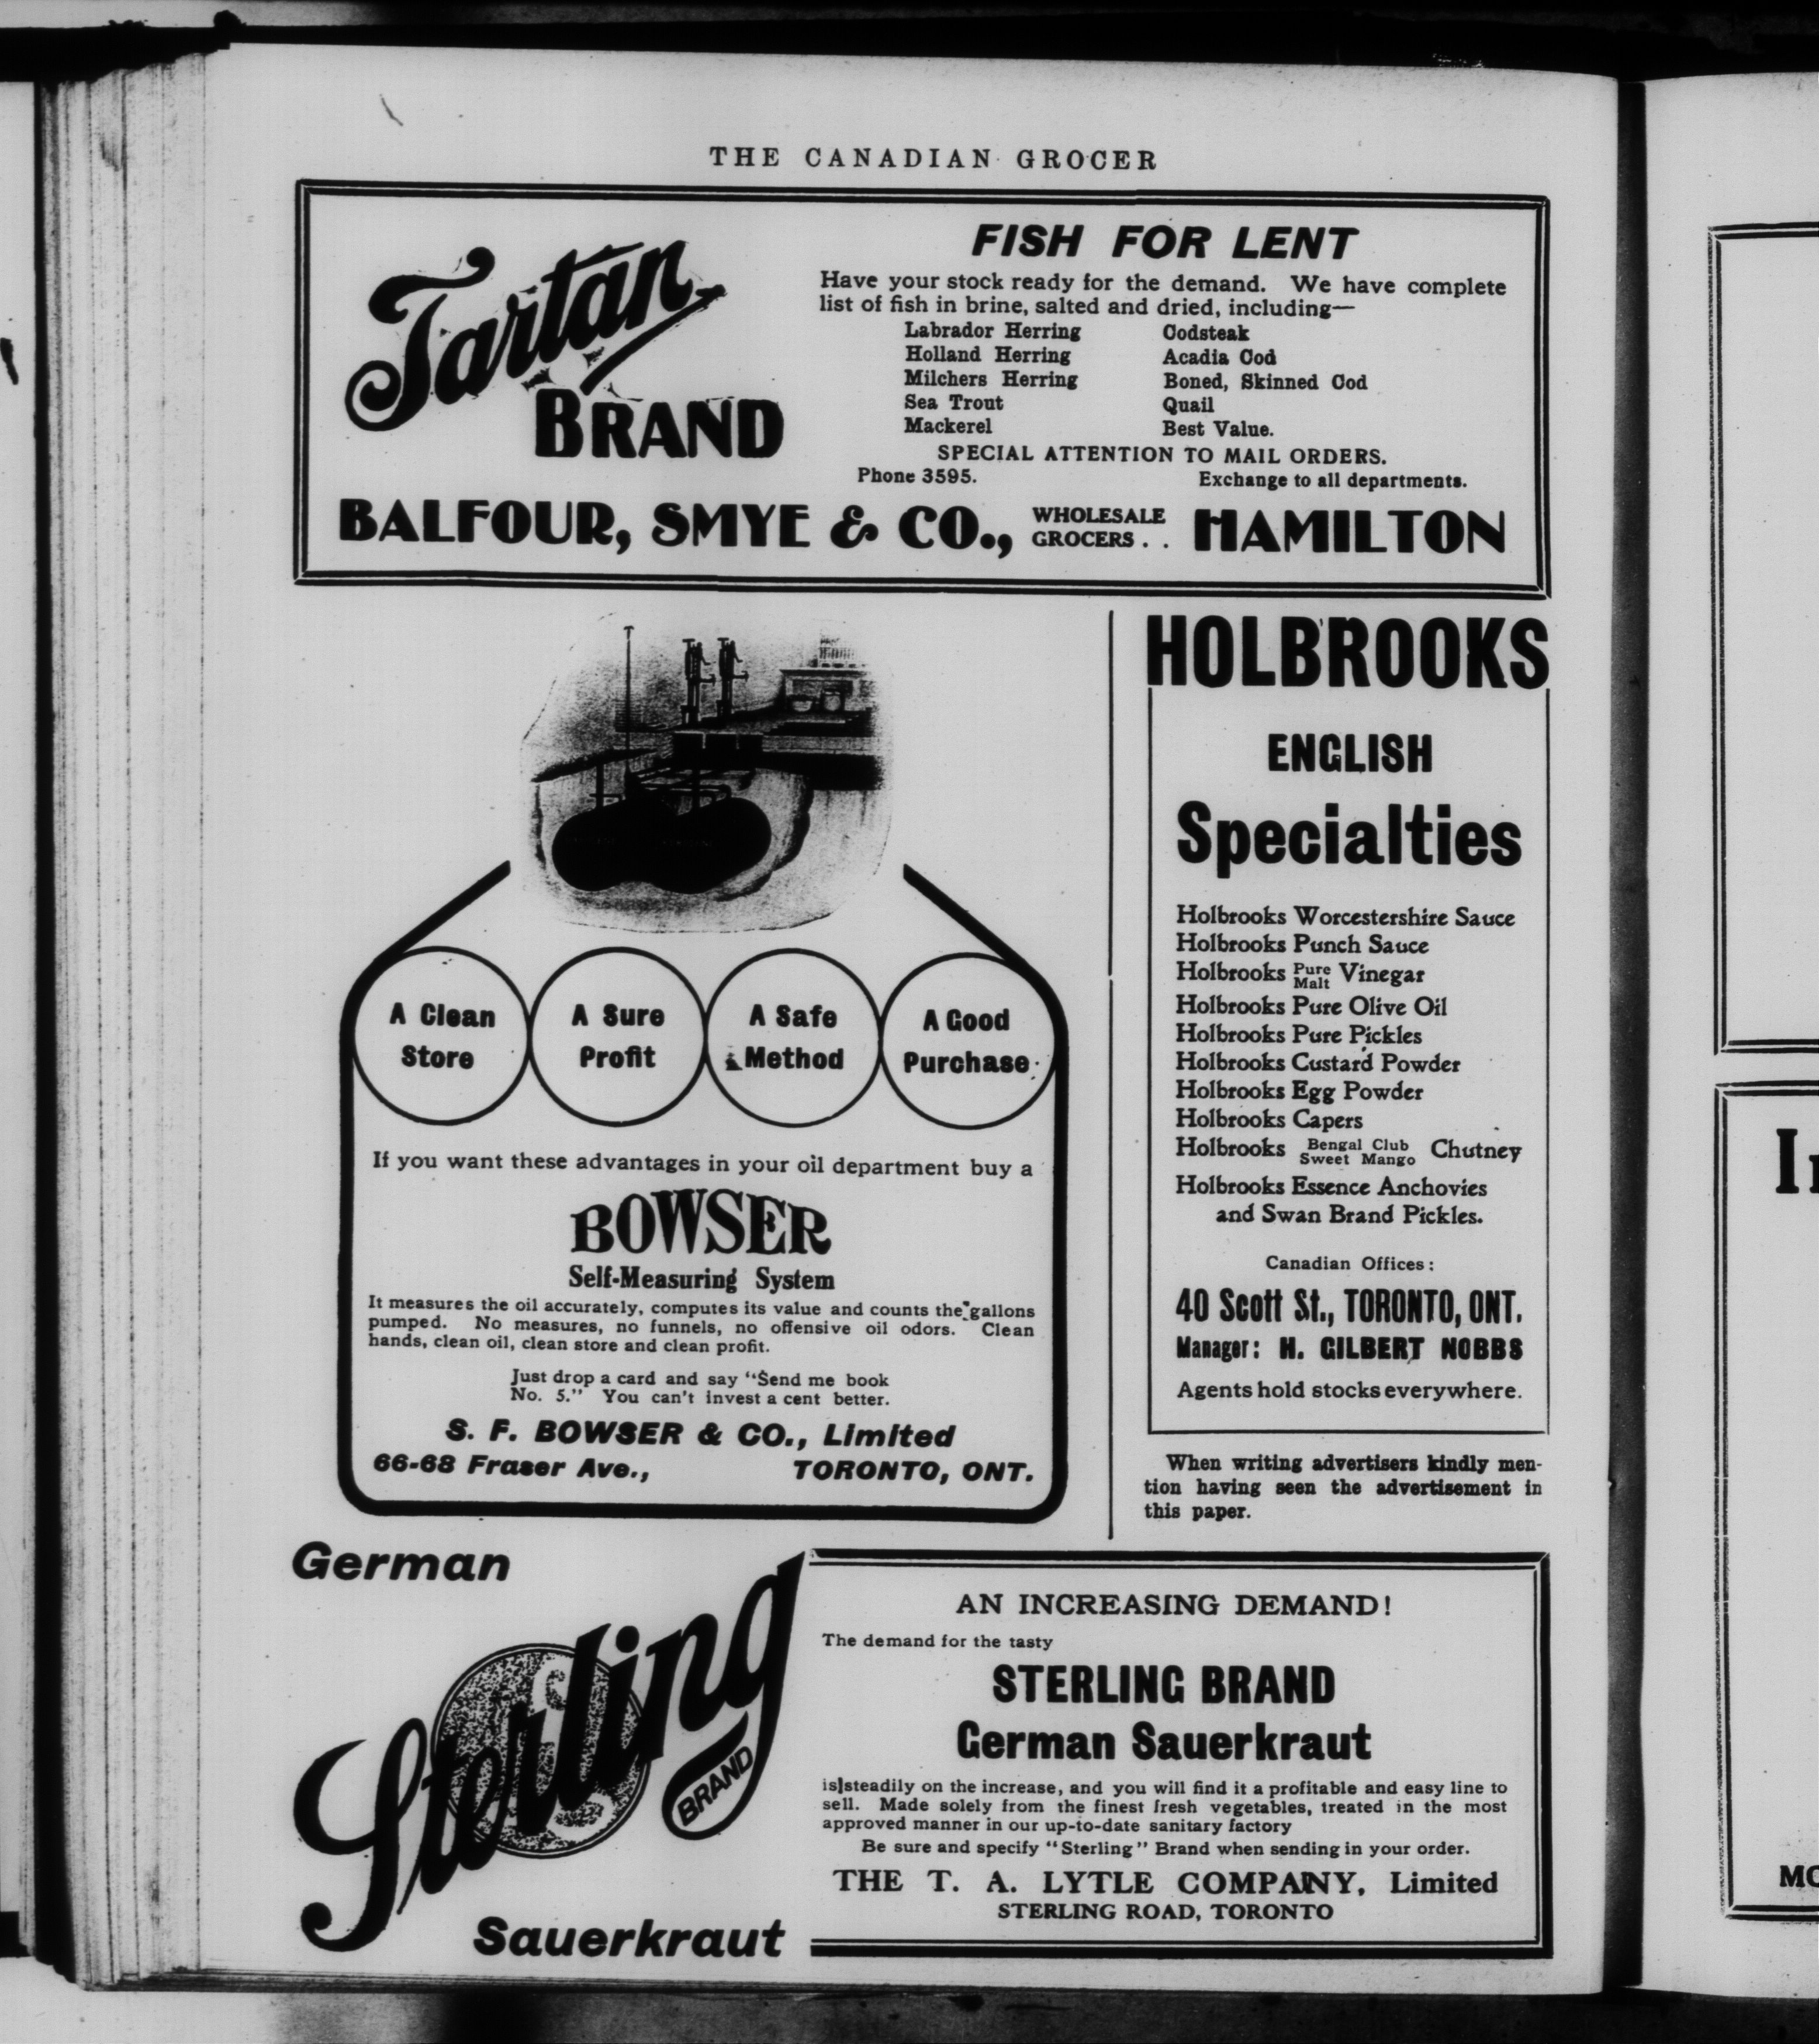 THE CANADIAN GROCER
Tartan
BRAND
FISH FOR LENT
Have your stock ready for the demand. We have complete
list of fish in brine, salted and dried, including—
Labrador Herring
Holland Herring
Milchers Herring
Sea Trout
Mackerel
Codsteak
Acadia Cod
Boned, Skinned Cod
Quail
Best Value.
SPECIAL ATTENTION TO MAIL ORDERS.
Phone 3595. Exchange to all departments.
BALFOUR, SMYE & CO., WHOLESALE GROCERS . . HAMILTON
A Clean
Store
A Sure
Profit
A Safe
Method
A Good
Purchase
If you want these advantages in your oil department buy a
BOWSER
Self-Measuring System
It measures the oil accurately, computes its value and counts the gallons
pumped. No measures, no funnels, no offensive oil odors. Clean
hands, clean oil, clean store and clean profit.
Just drop a card and say "Send me book
No. 5." You can't invest a cent better.
S. F. BOWSER & CO., Limited
66-68 Fraser Ave., TORONTO, ONT.
HOLBROOKS
ENGLISH
Specialties
Holbrooks Worcestershire Sauce
Holbrooks Punch Sauce
Holbrooks Pure Malt Vinegar
Holbrooks Pure Olive Oil
Holbrooks Pure Pickles
Holbrooks Custard Powder
Holbrooks Egg Powder
Holbrooks Capers
Holbrooks Bengal Club Sweet Mango Chutney
Holbrooks Essence Anchovies
and Swan Brand Pickles.
Canadian Offices:
40 Scott St., TORONTO, ONT.
Manager: H. GILBERT NOBBS
Agents hold stocks everywhere.
When writing advertisers kindly men-
tion having seen the advertisement in
this paper.
German
Sterling
BRAND
Sauerkraut
AN INCREASING DEMAND!
The demand for the tasty
STERLING BRAND
German Sauerkraut
is steadily on the increase, and you will find it a profitable and easy line to
sell. Made solely from the finest fresh vegetables, treated in the most
approved manner in our up-to-date sanitary factory
Be sure and specify "Sterling" Brand when sending in your order.
THE T. A. LYTLE COMPANY, Limited
STERLING ROAD, TORONTO